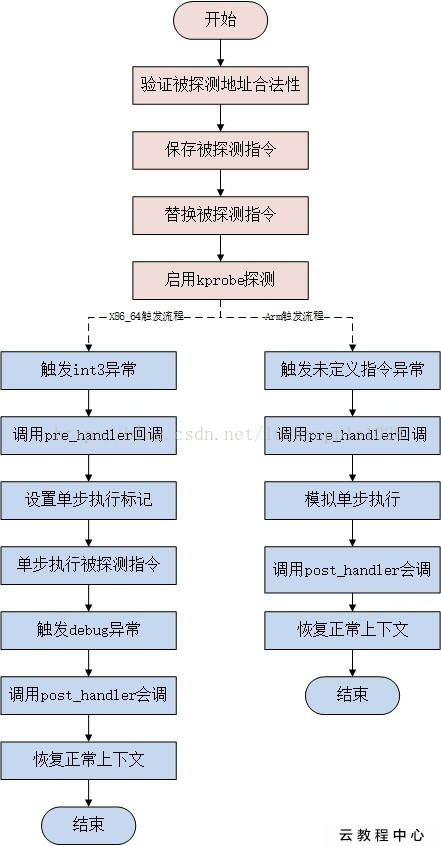 开始
验证被探测地址合法性
保存被探测指令
替换被探测指令
启用kprobe探测
X86_64触发流程
Arm触发流程
触发int3异常
调用pre_handler回调
设置单步执行标记
单步执行被探测指令
触发debug异常
调用post_handler会调
恢复正常上下文
结束
触发未定义指令异常
调用pre_handler回调
模拟单步执行
调用post_handler会调
恢复正常上下文
结束
云教程中心